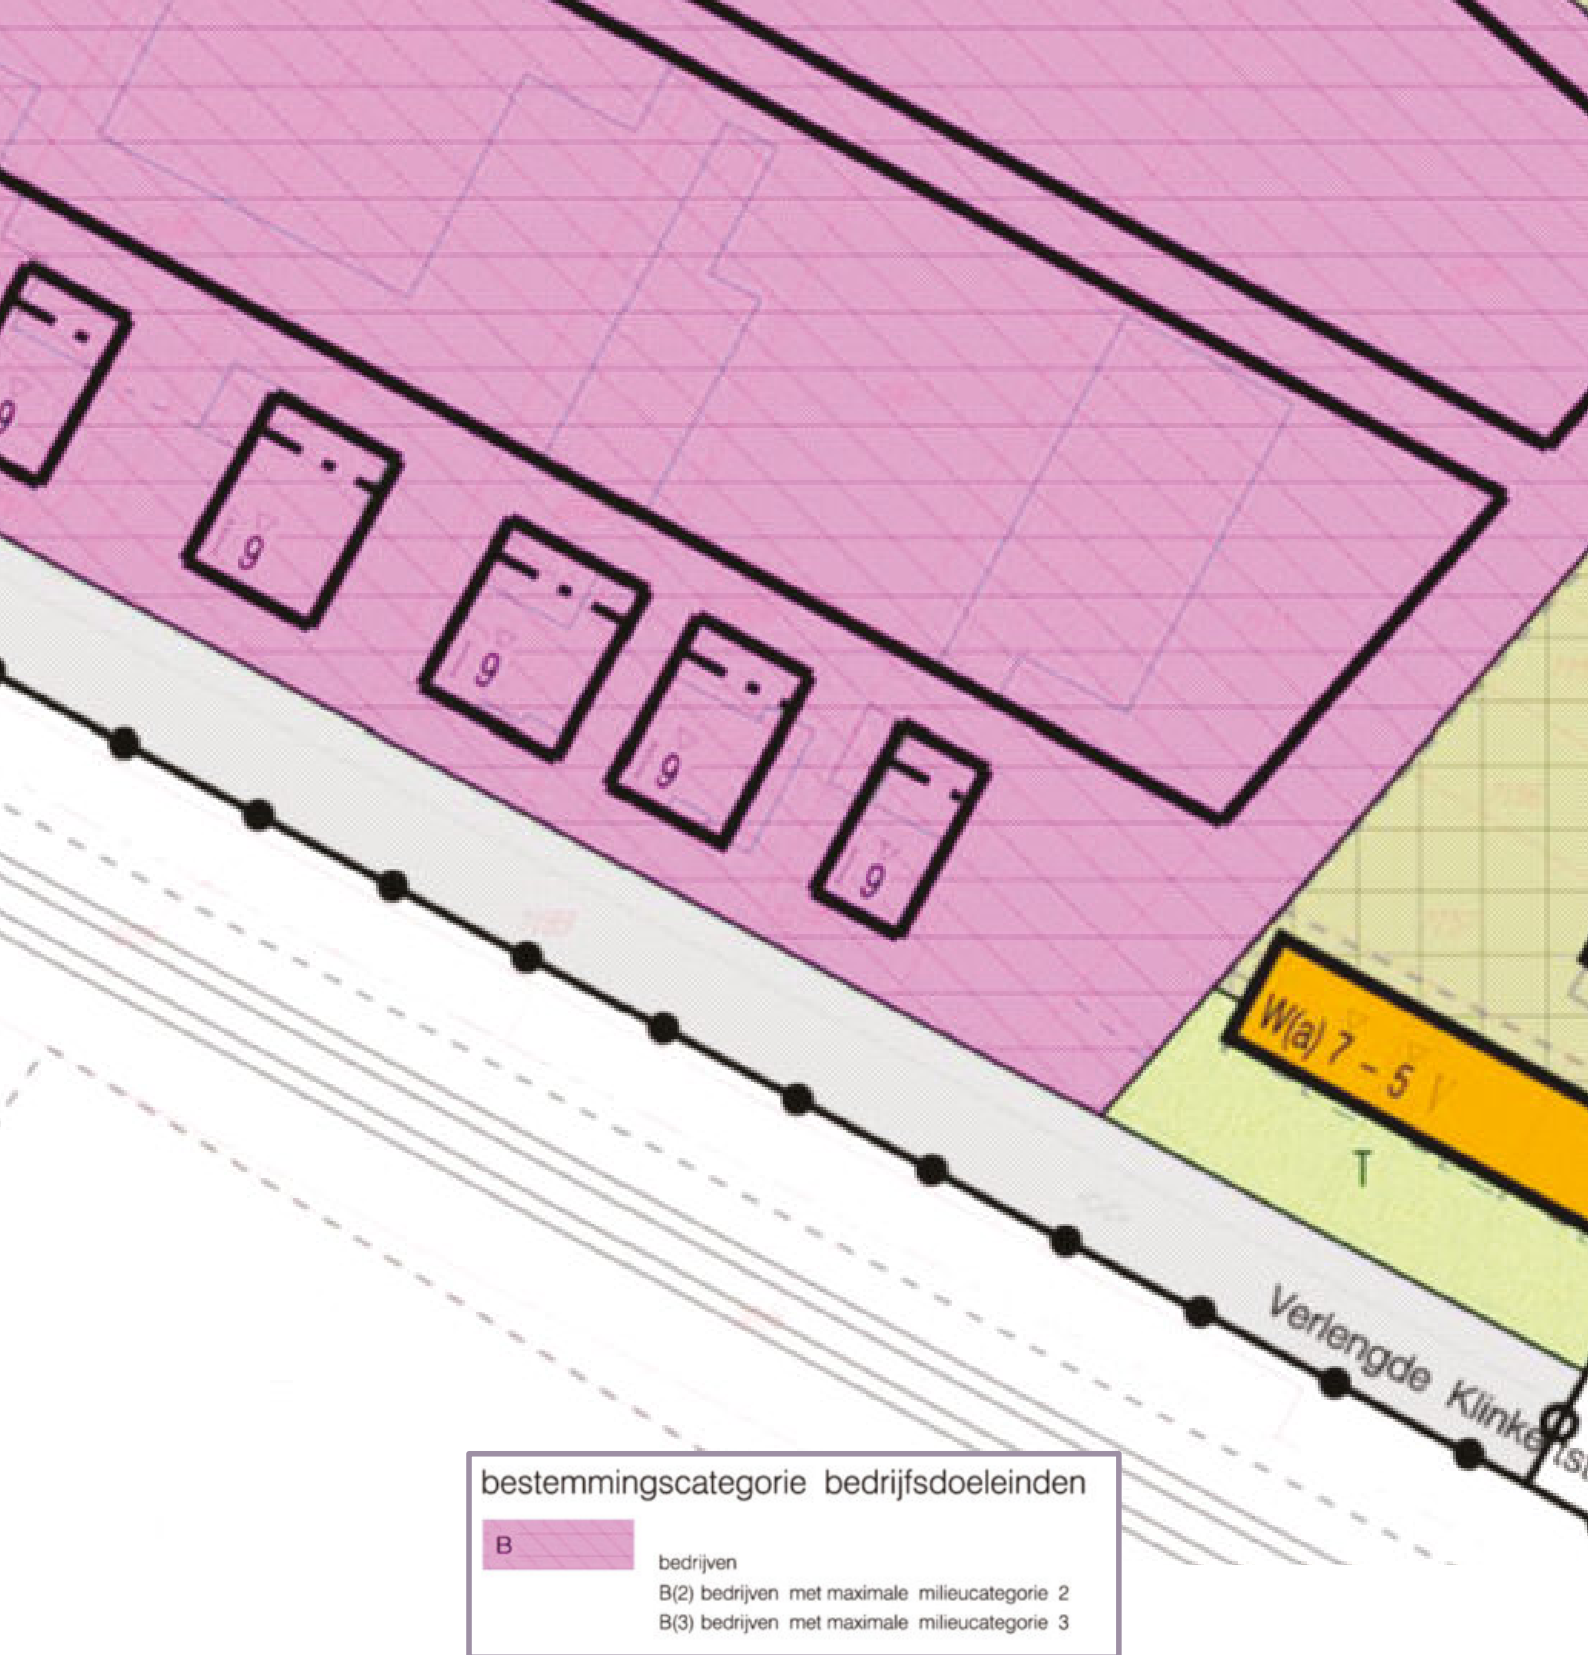 9
9
9
9
9
W(a) 7 - 5
T
Verlengde
bestemmingscategorie bedrijfsdoeleinden
B
bedrijven
B(2) bedrijven met maximale milieucategorie 2
B(3) bedrijven met maximale milieucategorie 3